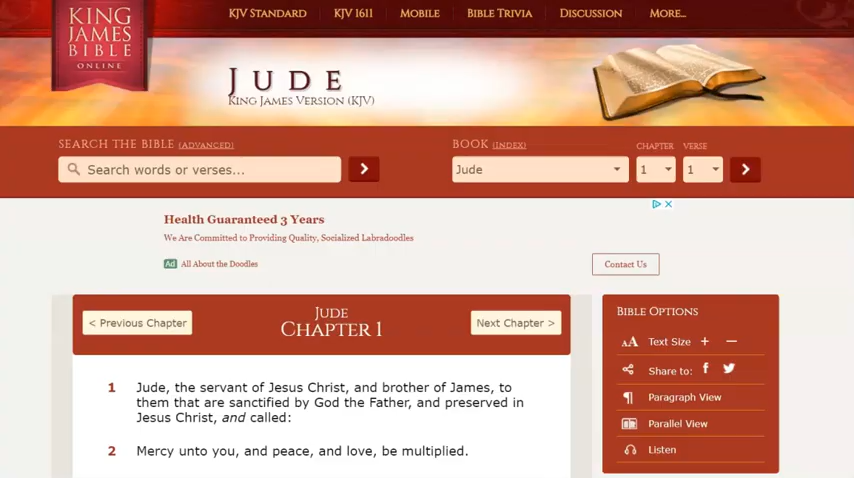 KING
JAMES
BIBLE
ONLINE
KJV STANDARD
KJV 1611
MOBILE
BIBLE TRIVIA
DISCUSSION
MORE...
JUDE
KING JAMES VERSION (KJV)
SEARCH THE BIBLE (ADVANCED)
Search words or verses...
BOOK (INDEX)
CHAPTER
VERSE
Jude
1
1
Health Guaranteed 3 Years
We Are Committed to Providing Quality, Socialized Labradoodles
Ad All About the Doodles
Contact Us
< Previous Chapter
JUDE
CHAPTER 1
Next Chapter >
1 Jude, the servant of Jesus Christ, and brother of James, to
them that are sanctified by God the Father, and preserved in
Jesus Christ, and called:
2 Mercy unto you, and peace, and love, be multiplied.
BIBLE OPTIONS
AA Text Size + −
Share to:
Paragraph View
Parallel View
Listen